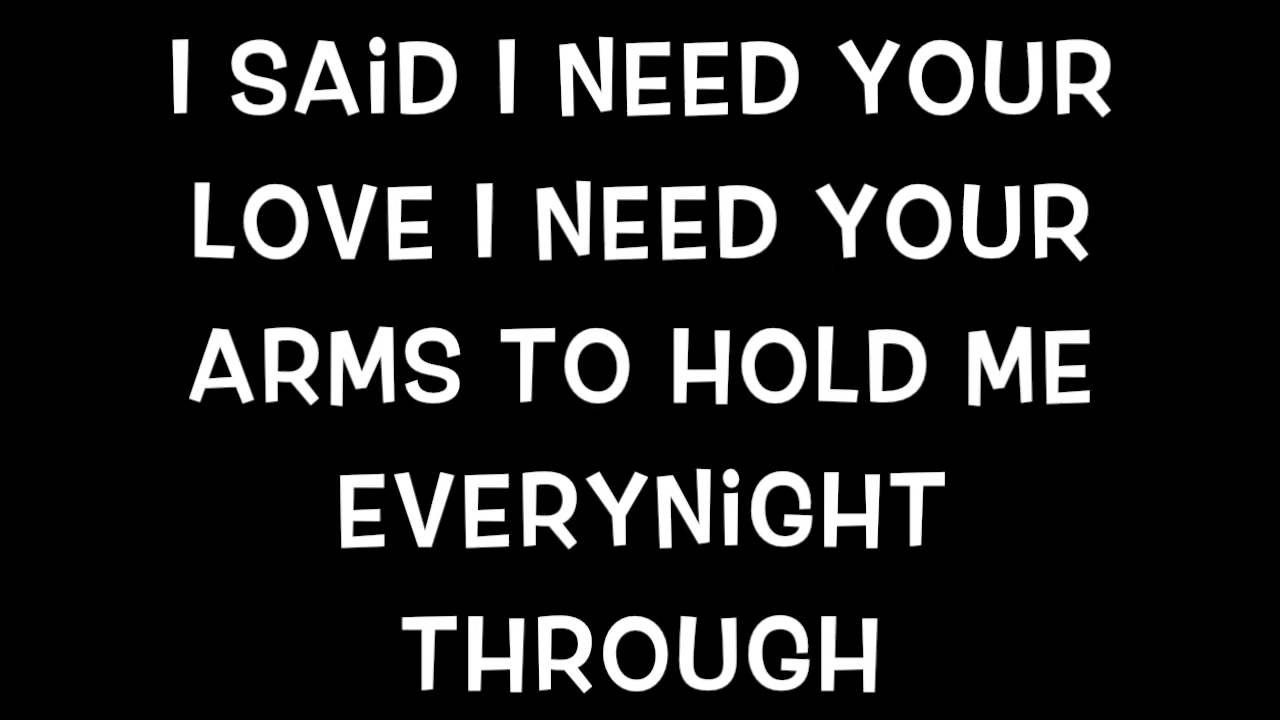 I SAiD I NEED YOUR
LOVE I NEED YOUR
ARMS TO HOLD ME
EVERYNiGHT
THROUGH